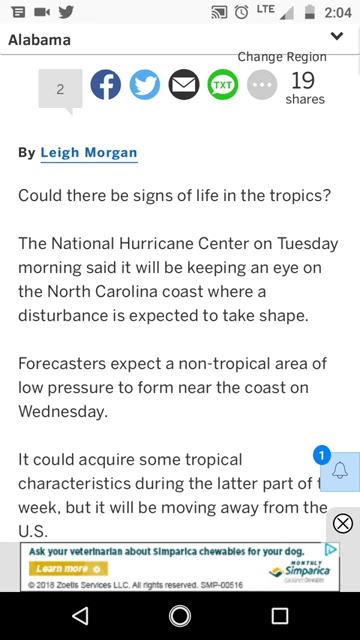 LTE 2:04
Alabama
Change Region
2
TXT
19
shares
By Leigh Morgan
Could there be signs of life in the tropics?
The National Hurricane Center on Tuesday
morning said it will be keeping an eye on
the North Carolina coast where a
disturbance is expected to take shape.
Forecasters expect a non-tropical area of
low pressure to form near the coast on
Wednesday.
It could acquire some tropical
characteristics during the latter part of t
week, but it will be moving away from the
U.S.
1
Ask your veterinarian about Simparica chewables for your dog.
Learn more
MONTHLY
Simparica
© 2018 Zoetis Services LLC. All rights reserved. SMP-00516